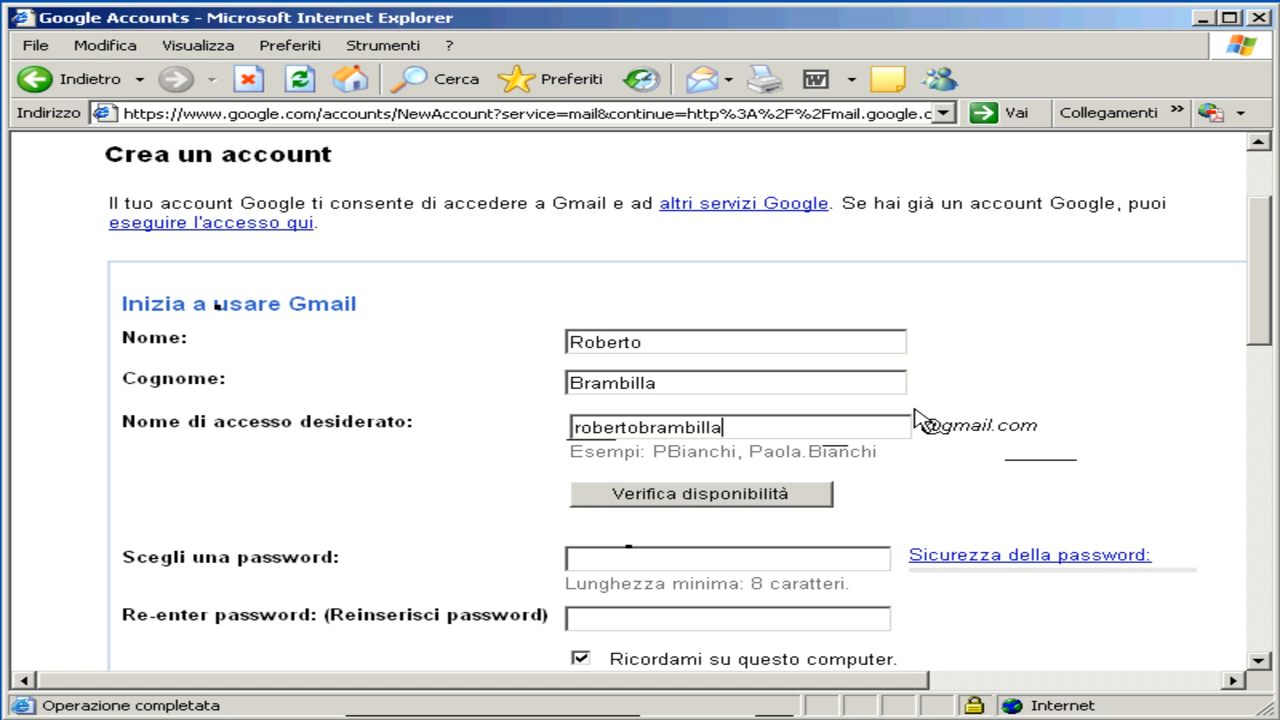 Google Accounts - Microsoft Internet Explorer
File Modifica Visualizza Preferiti Strumenti ?
Indietro Cerca Preferiti
Indirizzo https://www.google.com/accounts/NewAccount?service=mail&continue=http%3A%2F%2Fmail.google.c Vai Collegamenti »
Crea un account
Il tuo account Google ti consente di accedere a Gmail e ad altri servizi Google. Se hai già un account Google, puoi
eseguire l'accesso qui.
Inizia a usare Gmail
Nome: Roberto
Cognome: Brambilla
Nome di accesso desiderato: robertobrambilla @gmail.com
Esempi: PBianchi, Paola.Bianchi
Verifica disponibilità
Scegli una password: Sicurezza della password:
Lunghezza minima: 8 caratteri.
Re-enter password: (Reinserisci password)
Ricordami su questo computer.
Operazione completata Internet